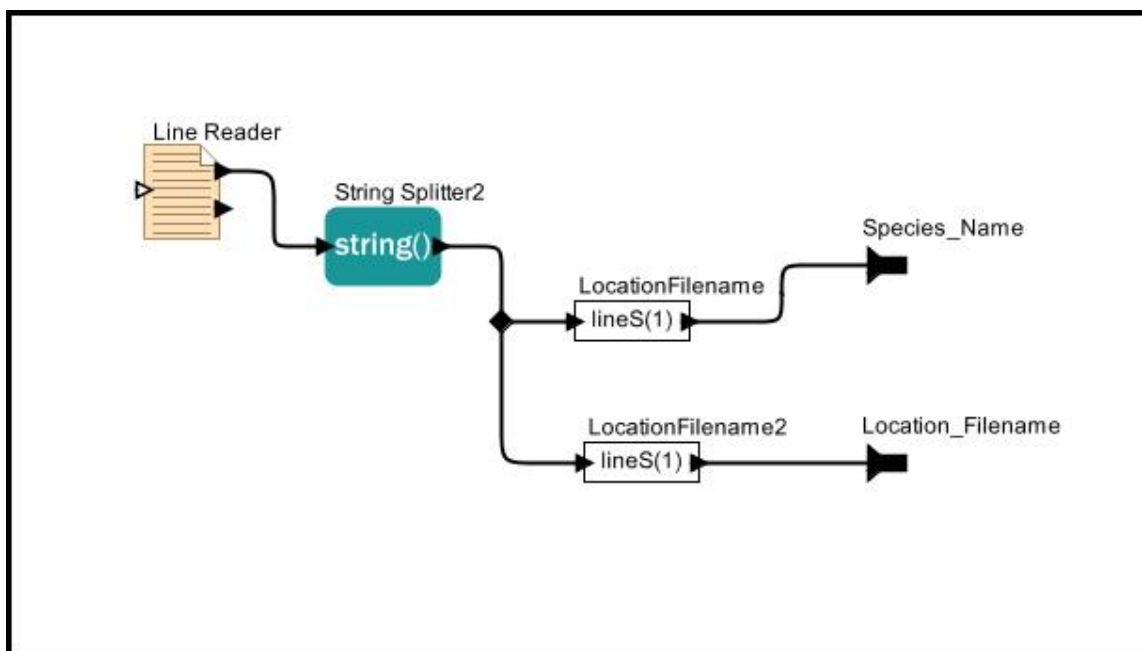 Line Reader
String Splitter2
string()
Species_Name
LocationFilename
lineS(1)
LocationFilename2
Location_Filename
lineS(1)